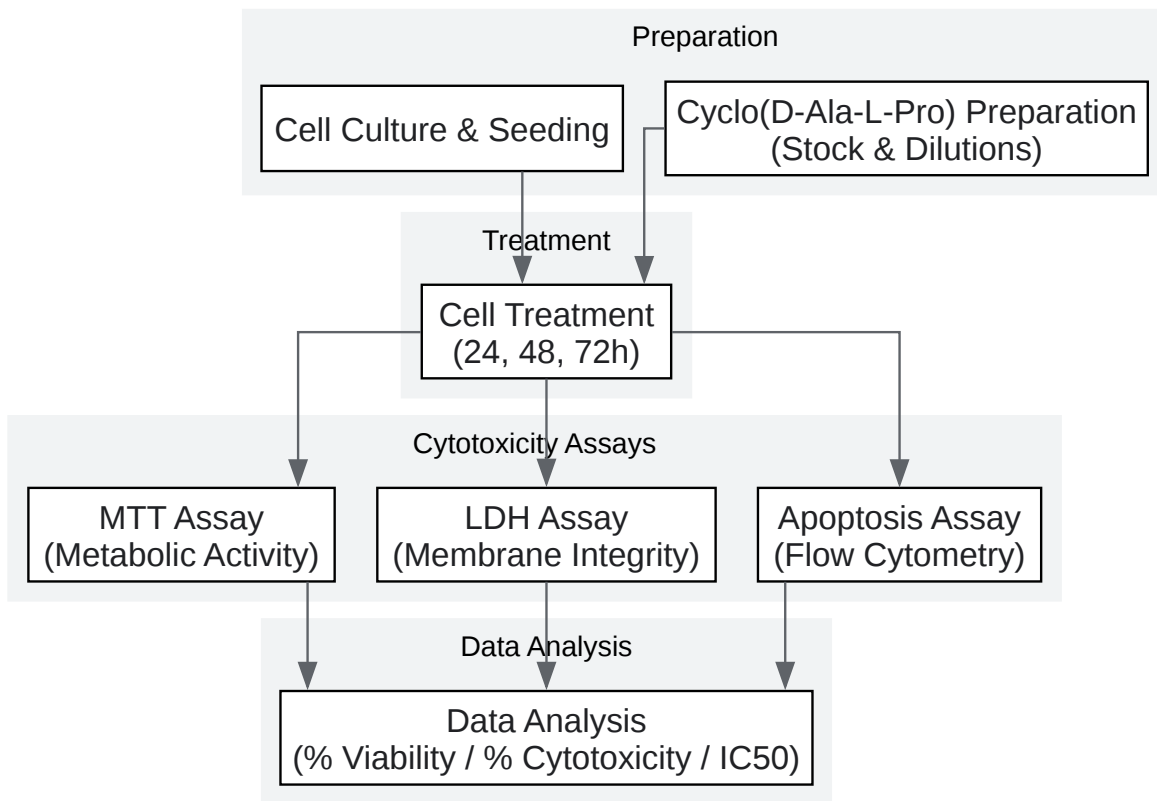 Preparation
Cell Culture & Seeding
Cyclo(D-Ala-L-Pro) Preparation
(Stock & Dilutions)
Treatment
Cell Treatment
(24, 48, 72h)
Cytotoxicity Assays
MTT Assay
(Metabolic Activity)
LDH Assay
(Membrane Integrity)
Apoptosis Assay
(Flow Cytometry)
Data Analysis
Data Analysis
(% Viability / % Cytotoxicity / IC50)